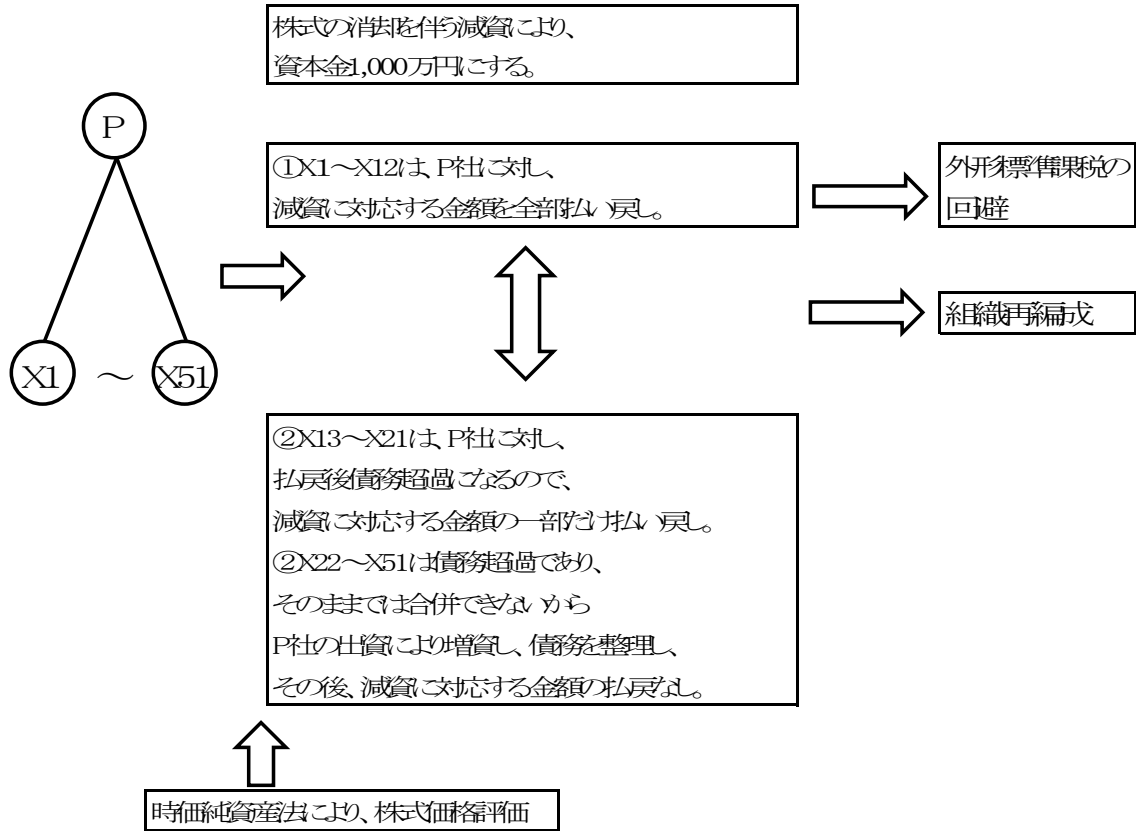 株式の消却を伴う減資により、
資本金1,000万円にする。
P
①X1～X12は、P社に対し、
減資に対応する金額を全部払い戻し。
外形標準課税の
回避
組織再編成
X1 ～ X51
②X13～X21は、P社に対し、
払戻後債務超過になるので、
減資に対応する金額の一部だけ払い戻し。
②X22～X51は債務超過であり、
そのままでは合併できないから
P社の出資により増資し、債務を整理し、
その後、減資に対応する金額の払戻なし。
時価純資産法により、株式価格評価